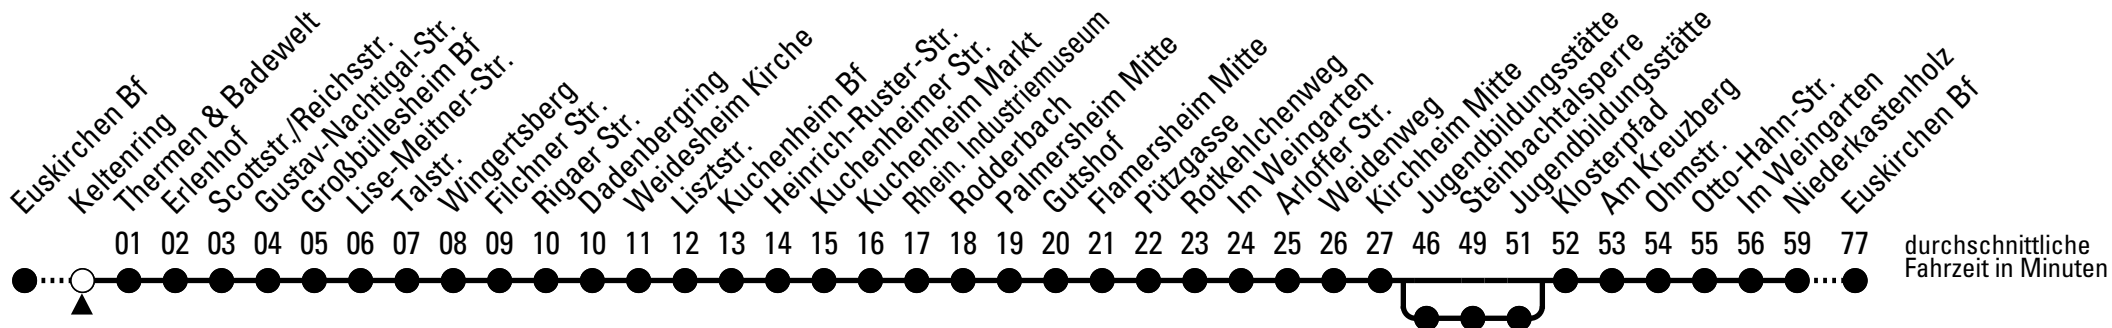 Euskirchen Bf
Keltenring
Thermen & Badewelt
Erlenhof
Scottstr./Reichsstr.
Gustav-Nachtigal-Str.
Großbüllesheim Bf
Lise-Meitner-Str.
Talstr.
Wingertsberg
Filchner Str.
Rigaer Str.
Dadenbergring
Weidesheim Kirche
Lisztstr.
Kuchenheim Bf
Heinrich-Ruster-Str.
Kuchenheimer Str.
Kuchenheim Markt
Rhein. Industriemuseum
Rodderbach
Palmersheim Mitte
Gutshof
Flamersheim Mitte
Pützgasse
Rotkehlchenweg
Im Weingarten
Arloffer Str.
Weidenweg
Kirchheim Mitte
Jugendbildungsstätte
Steinbachtalsperre
Jugendbildungsstätte
Klosterpfad
Am Kreuzberg
Ohmstr.
Otto-Hahn-Str.
Im Weingarten
Niederkastenholz
Euskirchen Bf
01 02 03 04 05 06 07 08 09 10 10 11 12 13 14 15 16 17 18 19 20 21 22 23 24 25 26 27 46 49 51 52 53 54 55 56 59 77
durchschnittliche
Fahrzeit in Minuten